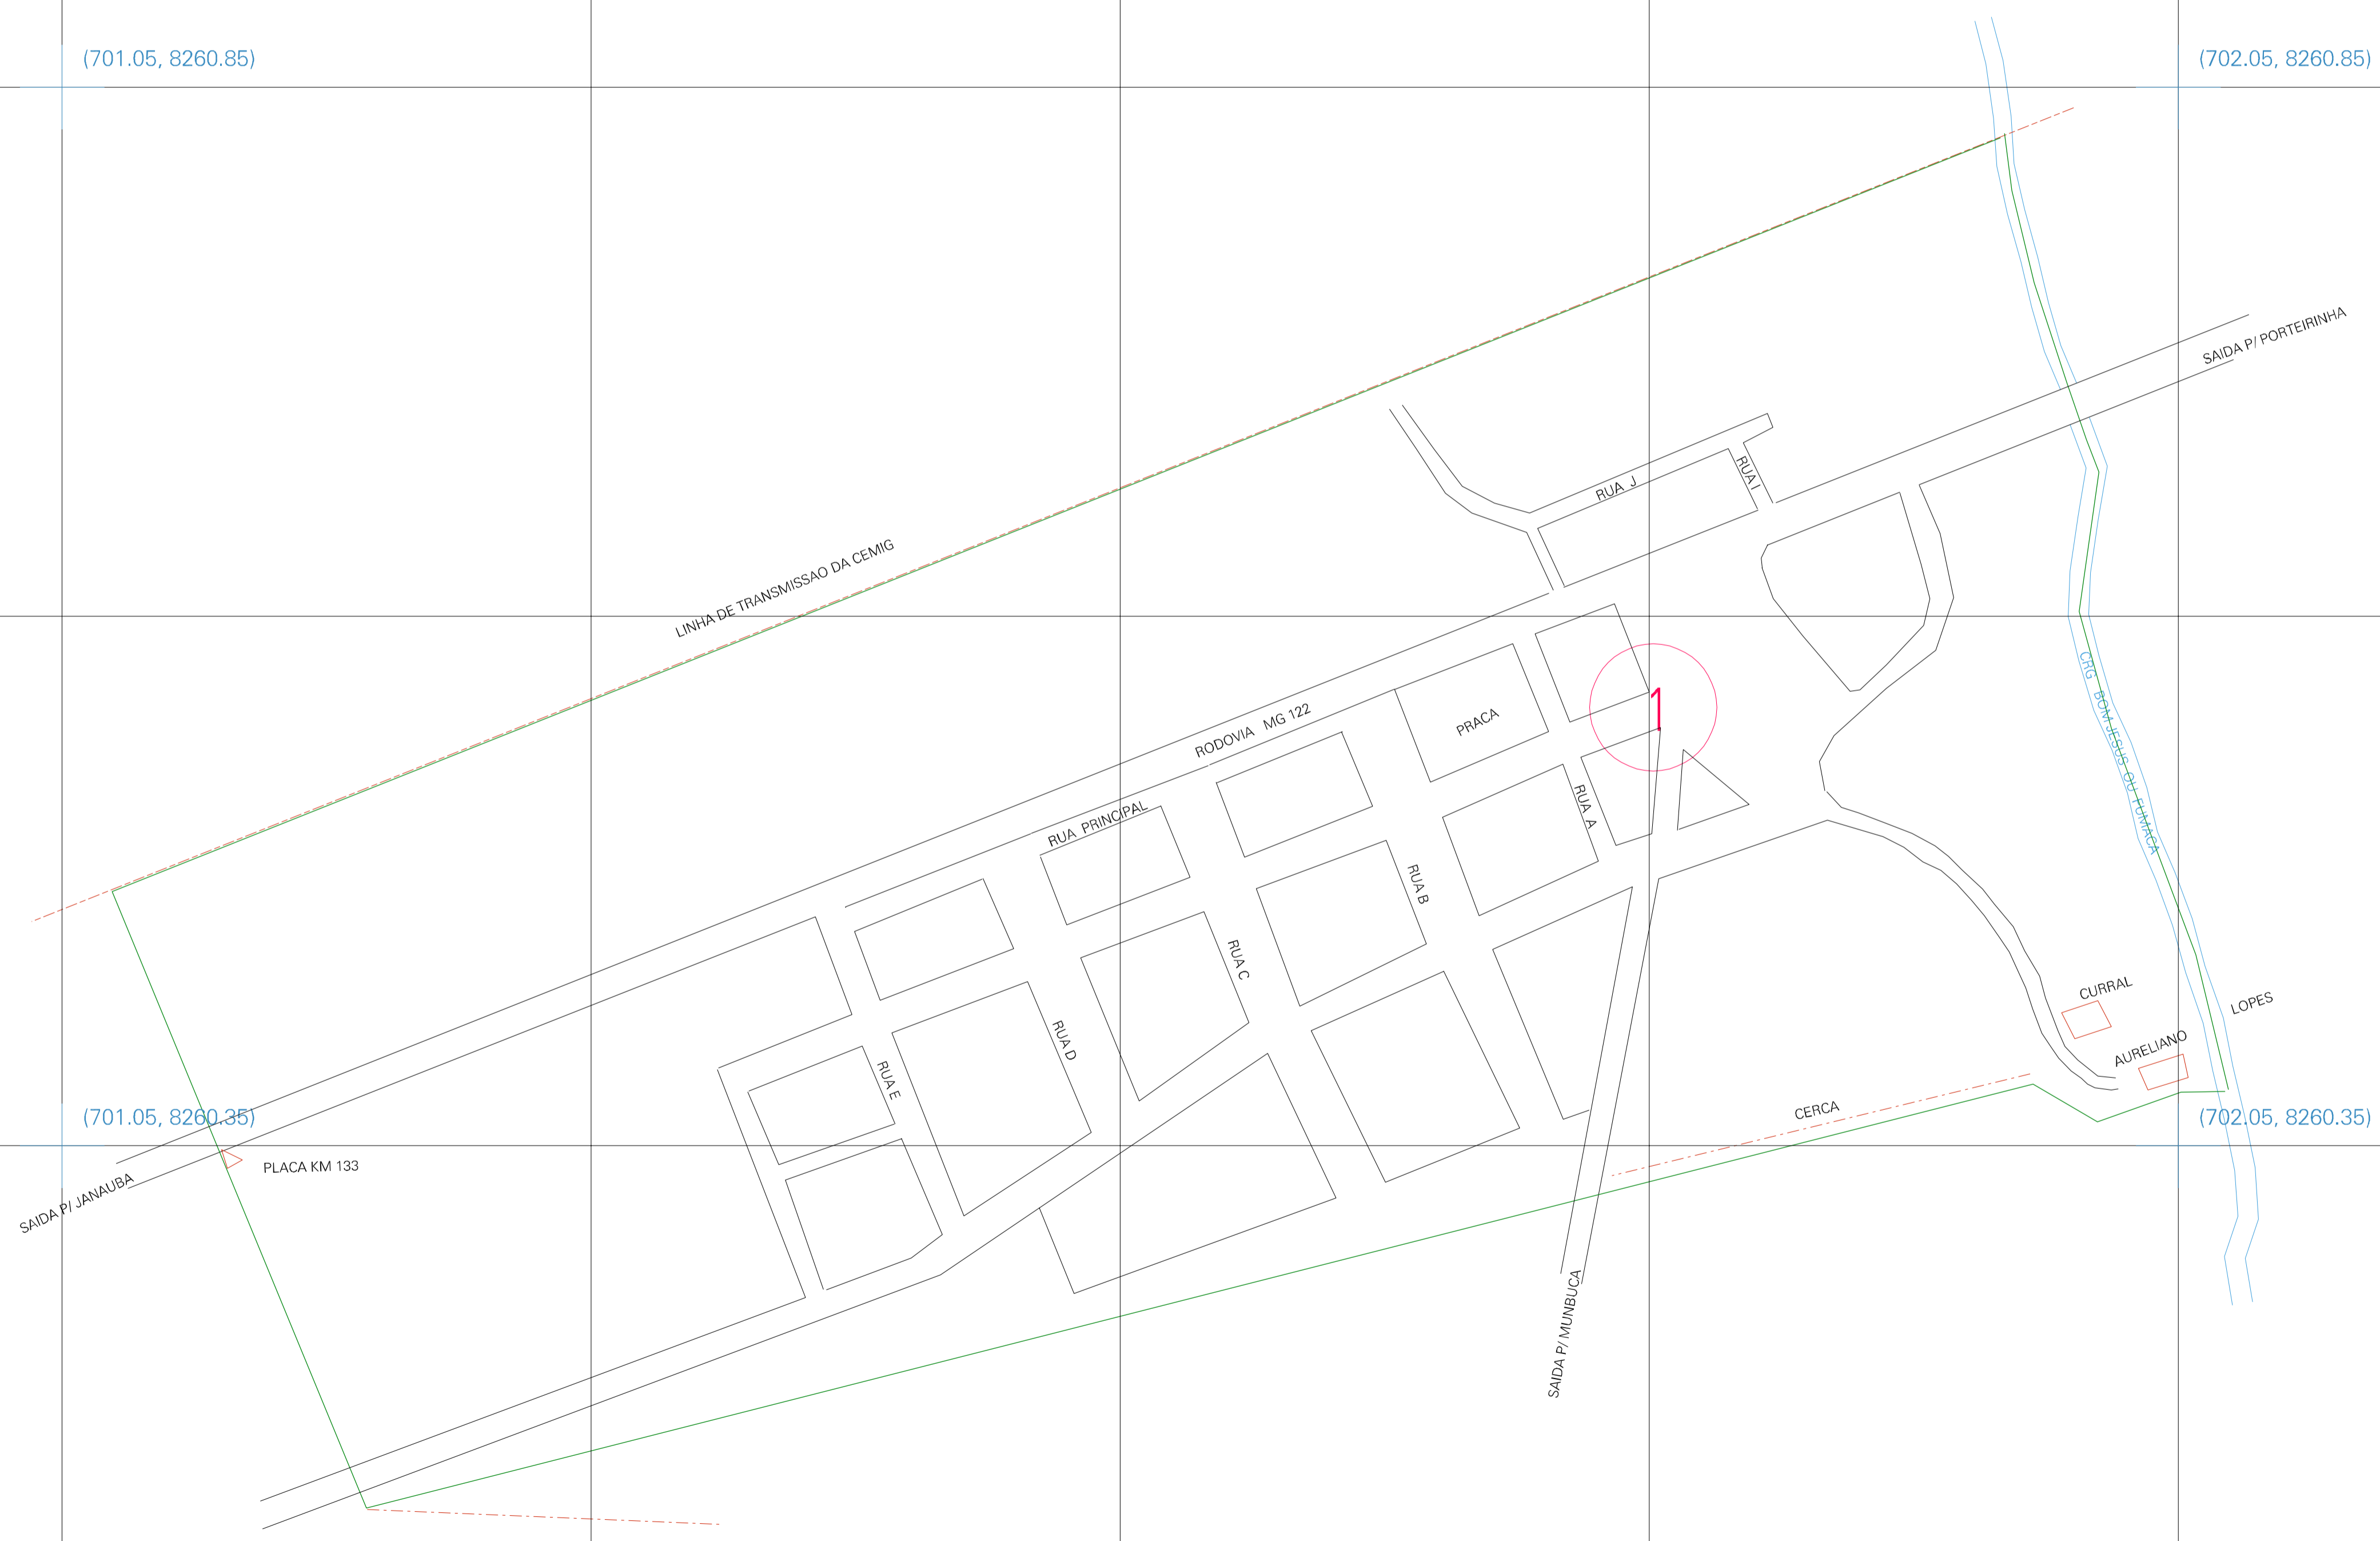 (701.05, 8260.85)
(702.05, 8260.85)
SAIDA P/ PORTEIRINHA
RUA I
RUA J
LINHA DE TRANSMISSAO DA CEMIG
CRG BOM JESUS OU FUMACA
1
RODOVIA MG 122
PRACA
RUA PRINCIPAL
RUA A
RUA B
RUA C
RUA D
RUA E
CURRAL
LOPES
AURELIANO
CERCA
(701.05, 8260.35)
(702.05, 8260.35)
PLACA KM 133
SAIDA P/ JANAUBA
SAIDA P/ MUNBUCA